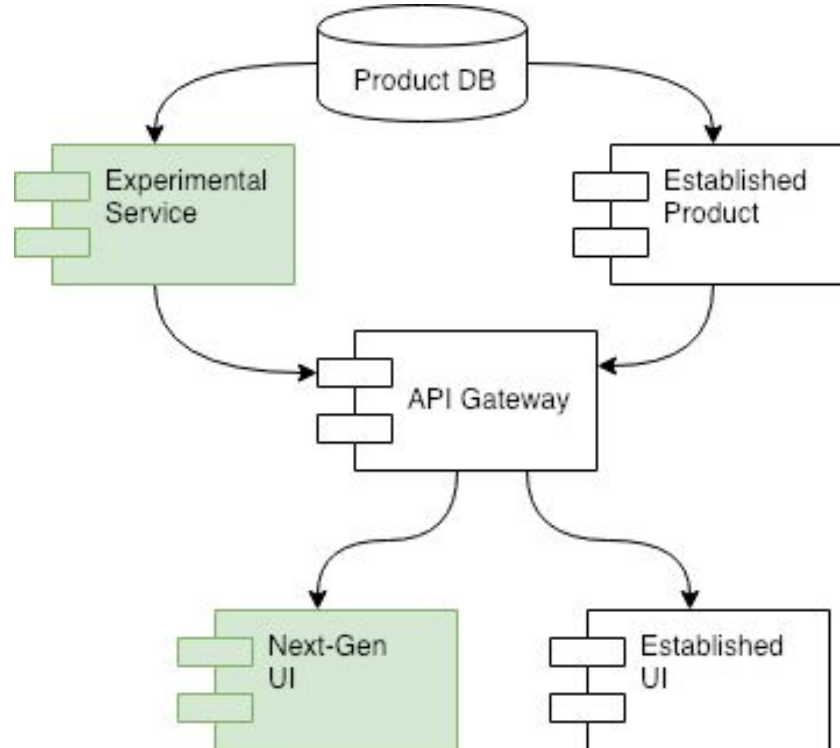 Product DB
Experimental
Service
Established
Product
API Gateway
Next-Gen
UI
Established
UI